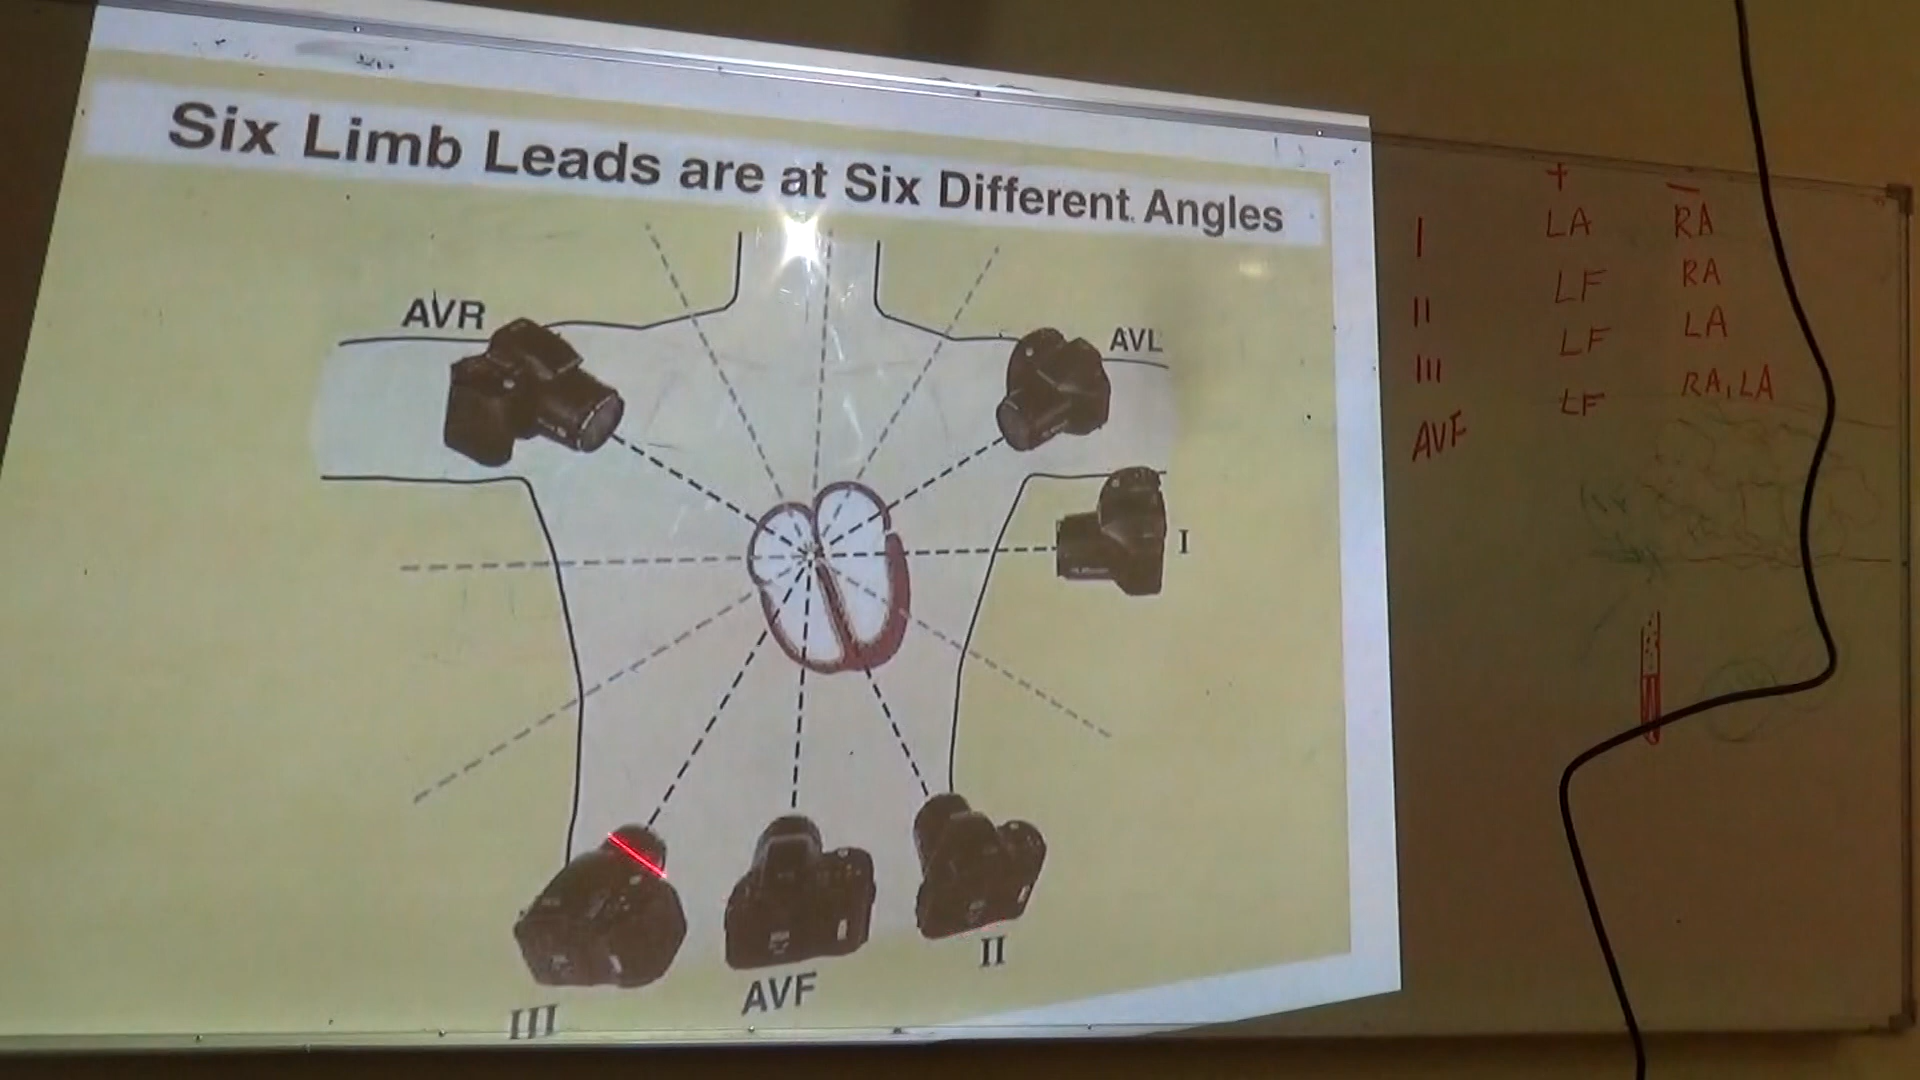 Six Limb Leads are at Six Different Angles
AVR
AVL
I
II
AVF
III
+ −
I LA RA
II LF RA
III LF LA
AVF LF RA, LA